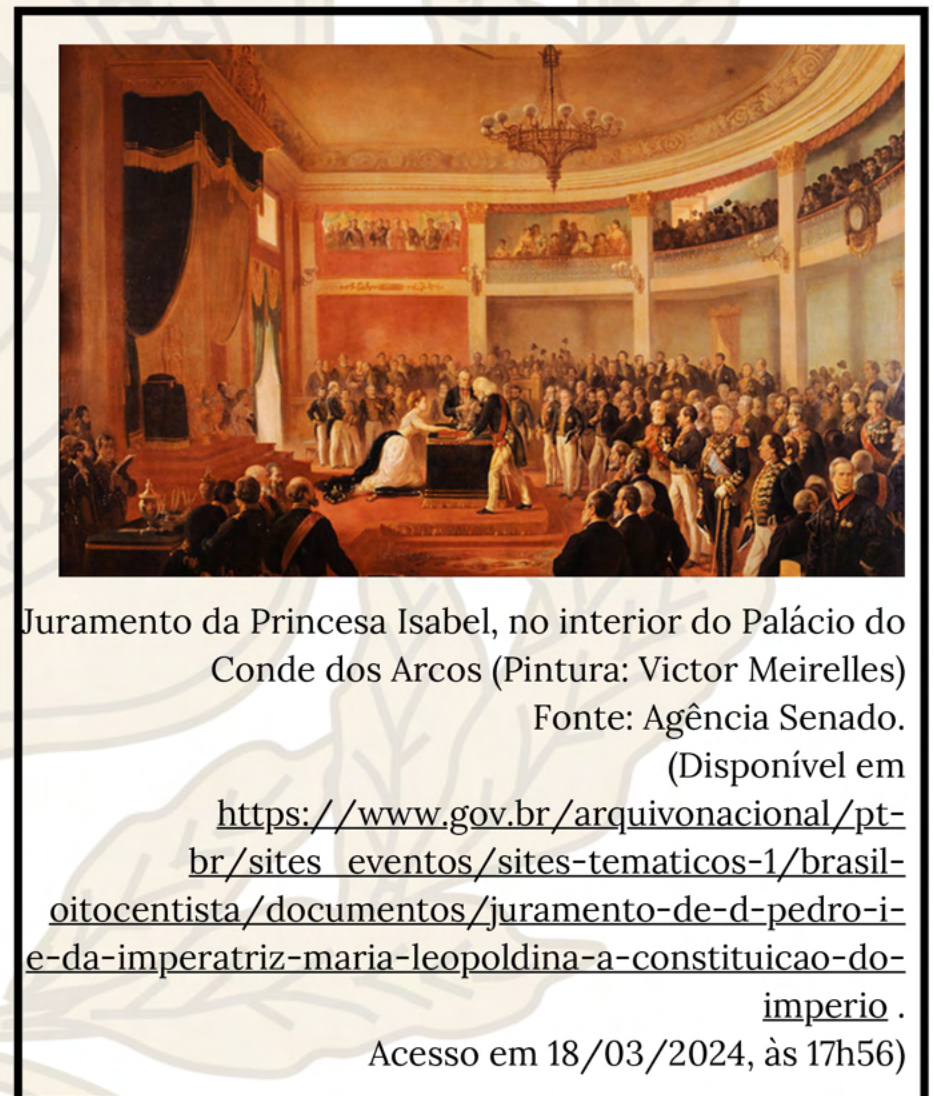 Juramento da Princesa Isabel, no interior do Palácio do
Conde dos Arcos (Pintura: Victor Meirelles)
Fonte: Agência Senado.
(Disponível em
https://www.gov.br/arquivonacional/pt-
br/sites_eventos/sites-tematicos-1/brasil-
oitocentista/documentos/juramento-de-d-pedro-i-
e-da-imperatriz-maria-leopoldina-a-constituicao-do-
imperio .
Acesso em 18/03/2024, às 17h56)